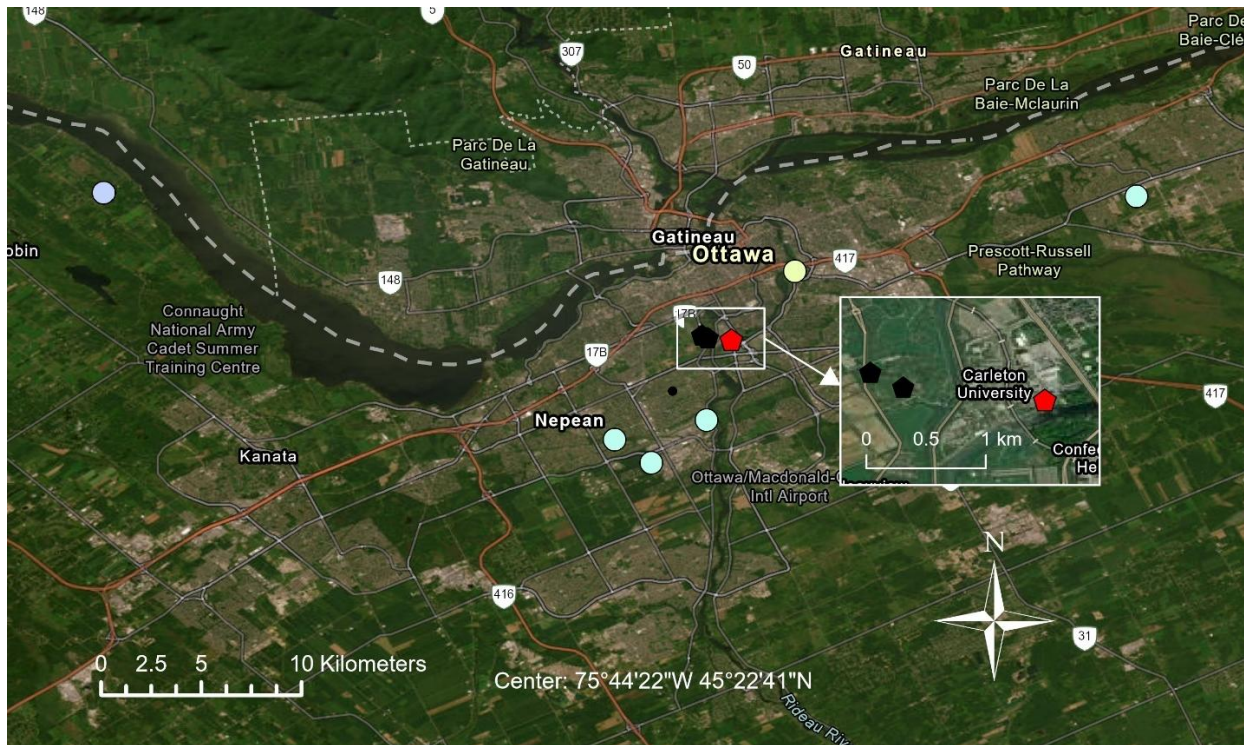 148
5
307
50
Gatineau
Parc De
Baie-Clé
Parc De La
Baie-Mclaurin
Parc De La
Gatineau
Gatineau
Ottawa
417
Prescott-Russell
Pathway
obin
148
Connaught
National Army
Cadet Summer
Training Centre
17B
17B
Carleton
University
0 0.5 1 km
Confe
He
417
Nepean
Kanata
Ottawa/Macdonald-
Intl Airport
416
N
31
0 2.5 5 10 Kilometers
Center: 75°44'22"W 45°22'41"N
Rideau Riv